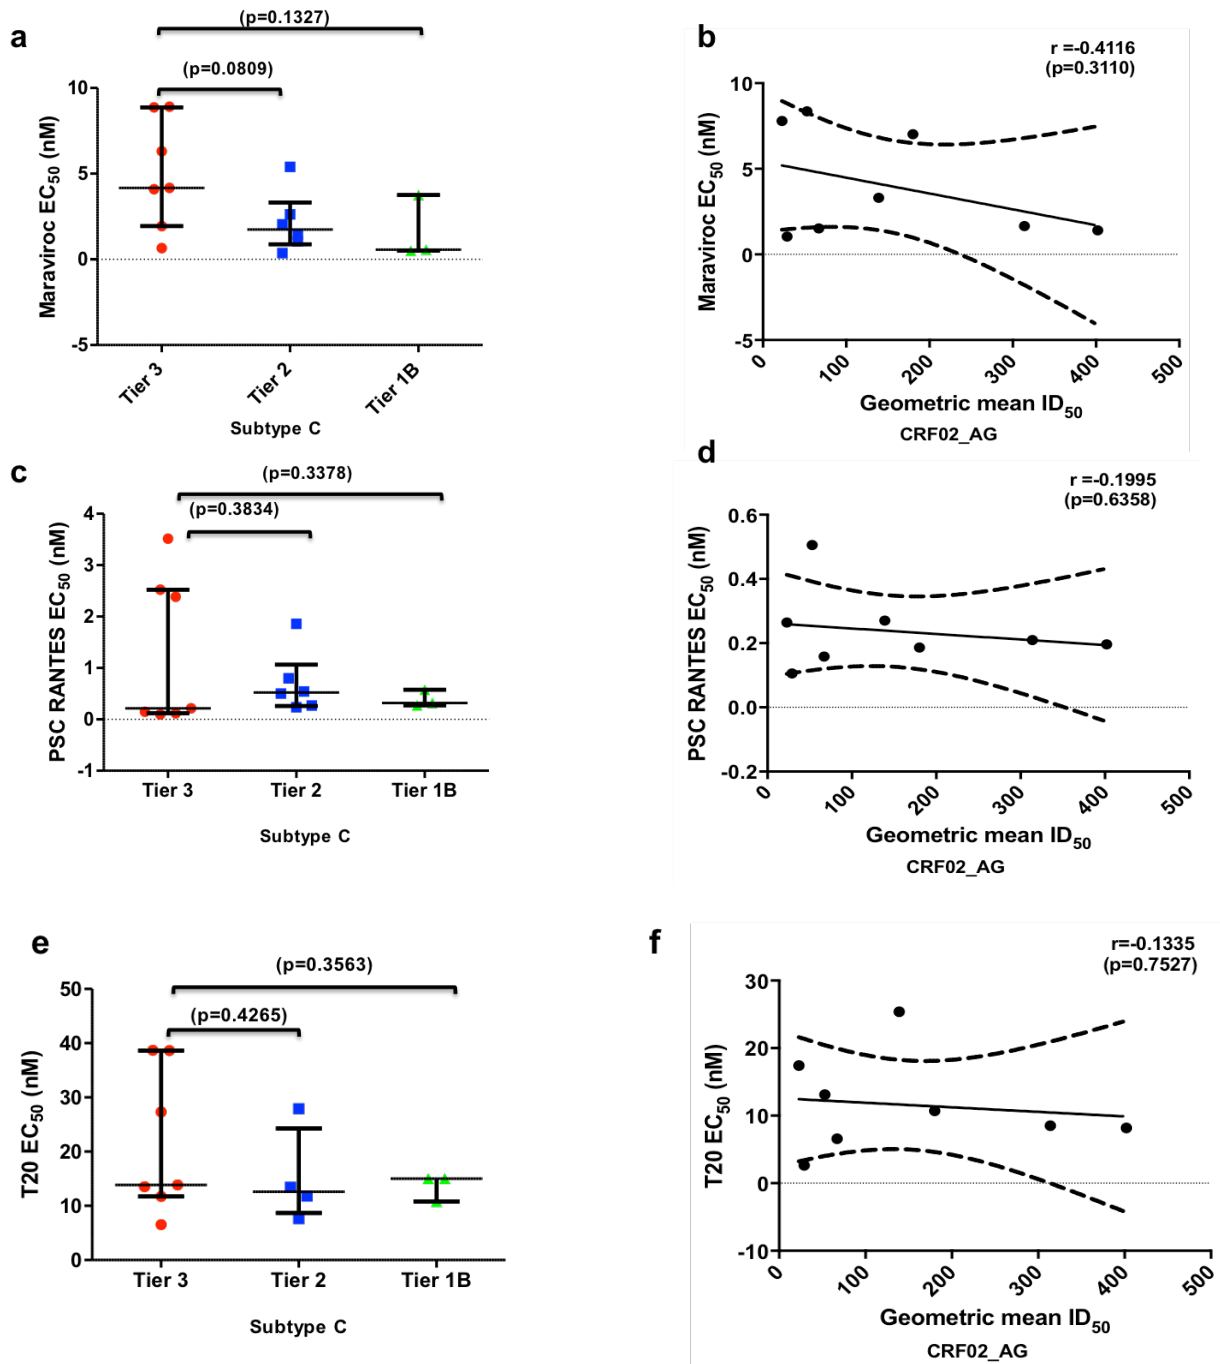 a
(p=0.1327)
(p=0.0809)
Maraviroc EC50 (nM)
10
5
0
-5
Tier 3
Tier 2
Tier 1B
Subtype C
b
r =-0.4116
(p=0.3110)
Maraviroc EC50 (nM)
10
5
0
-5
0
100
200
300
400
500
Geometric mean ID50
CRF02_AG
c
(p=0.3378)
(p=0.3834)
PSC RANTES EC50 (nM)
4
3
2
1
0
-1
Tier 3
Tier 2
Tier 1B
Subtype C
d
r =-0.1995
(p=0.6358)
PSC RANTES EC50 (nM)
0.6
0.4
0.2
0.0
-0.2
0
100
200
300
400
500
Geometric mean ID50
CRF02_AG
e
(p=0.3563)
(p=0.4265)
T20 EC50 (nM)
50
40
30
20
10
0
Tier 3
Tier 2
Tier 1B
Subtype C
f
r=-0.1335
(p=0.7527)
T20 EC50 (nM)
30
20
10
0
-10
0
100
200
300
400
500
Geometric mean ID50
CRF02_AG